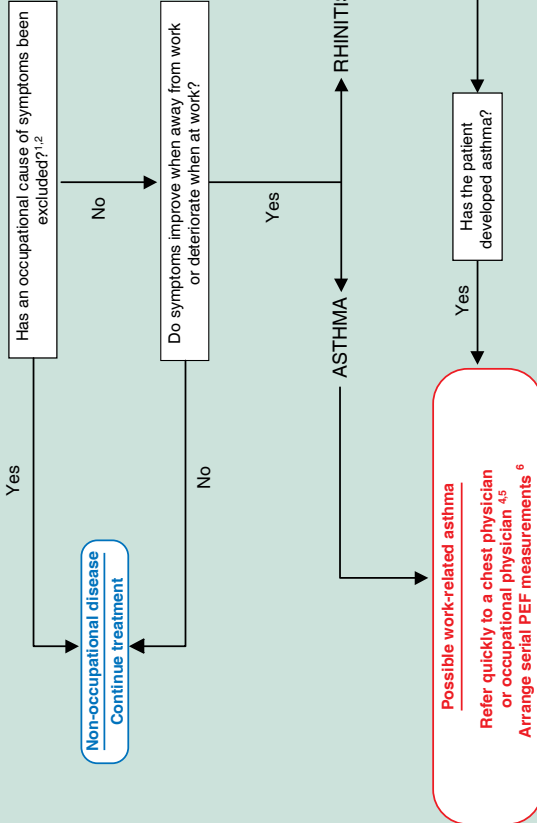 Has an occupational cause of symptoms been
excluded?1,2
Yes
No
Do symptoms improve when away from work
or deteriorate when at work?
Non-occupational disease
Continue treatment
No
Yes
ASTHMA
RHINITIS
Has the patient
developed asthma?
Yes
Possible work-related asthma
Refer quickly to a chest physician
or occupational physician 4,5
Arrange serial PEF measurements 6